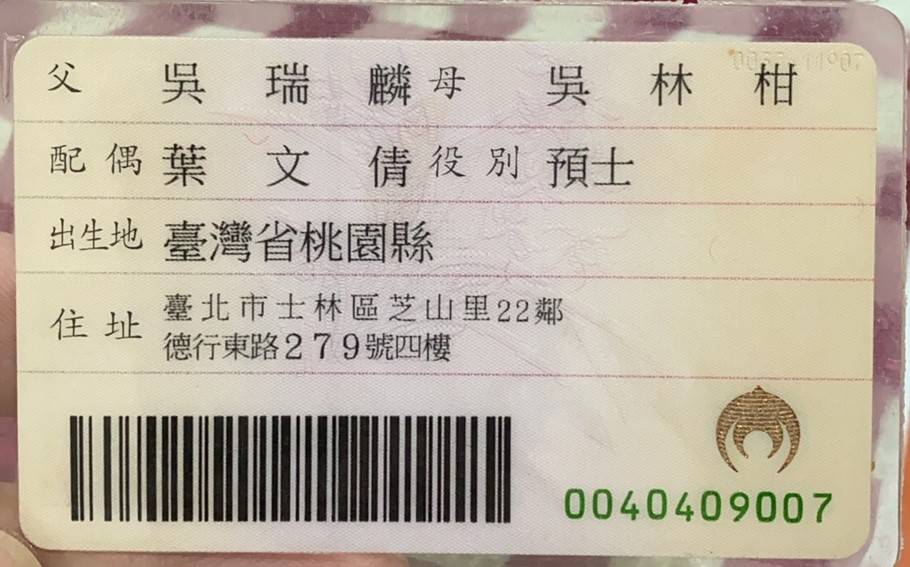 父 吳瑞麟 母 吳林柑
配偶 葉文倩 役別 預士
出生地 臺灣省桃園縣
住址 臺北市士林區芝山里22鄰
德行東路279號四樓
0040409007